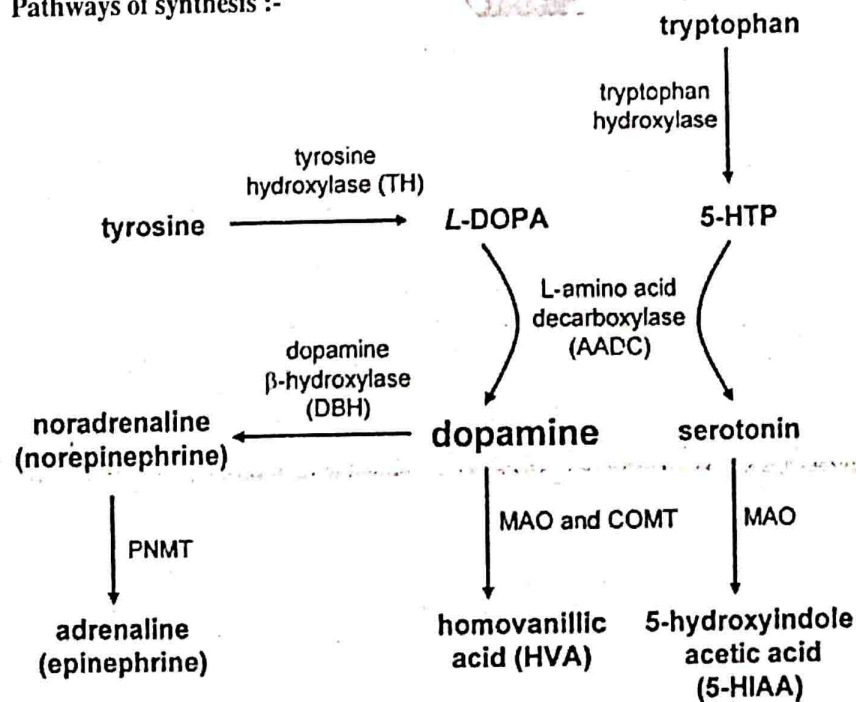 Pathways of synthesis :-
tryptophan
tryptophan
hydroxylase
tyrosine
hydroxylase (TH)
tyrosine
L-DOPA
5-HTP
L-amino acid
decarboxylase
(AADC)
dopamine
β-hydroxylase
(DBH)
noradrenaline
(norepinephrine)
dopamine
serotonin
PNMT
MAO and COMT
MAO
adrenaline
(epinephrine)
homovanillic
acid (HVA)
5-hydroxyindole
acetic acid
(5-HIAA)